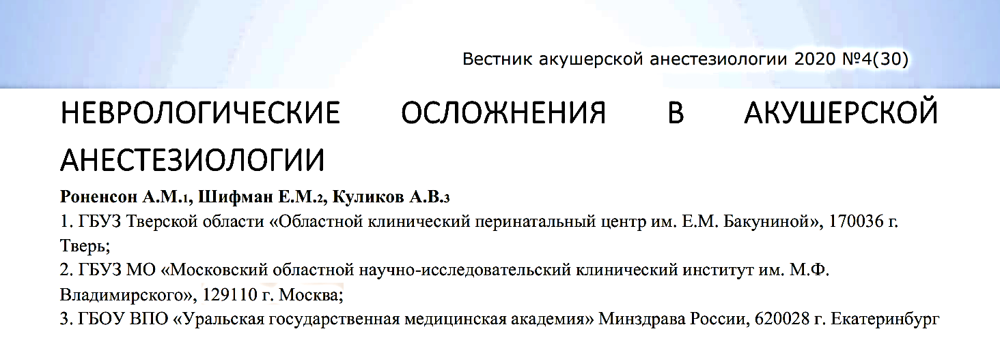 Вестник акушерской анестезиологии 2020 №4(30)
НЕВРОЛОГИЧЕСКИЕ ОСЛОЖНЕНИЯ В АКУШЕРСКОЙ
АНЕСТЕЗИОЛОГИИ
Роненсон А.М.1, Шифман Е.М.2, Куликов А.В.3
1. ГБУЗ Тверской области «Областной клинический перинатальный центр им. Е.М. Бакуниной», 170036 г.
Тверь;
2. ГБУЗ МО «Московский областной научно-исследовательский клинический институт им. М.Ф.
Владимирского», 129110 г. Москва;
3. ГБОУ ВПО «Уральская государственная медицинская академия» Минздрава России, 620028 г. Екатеринбург